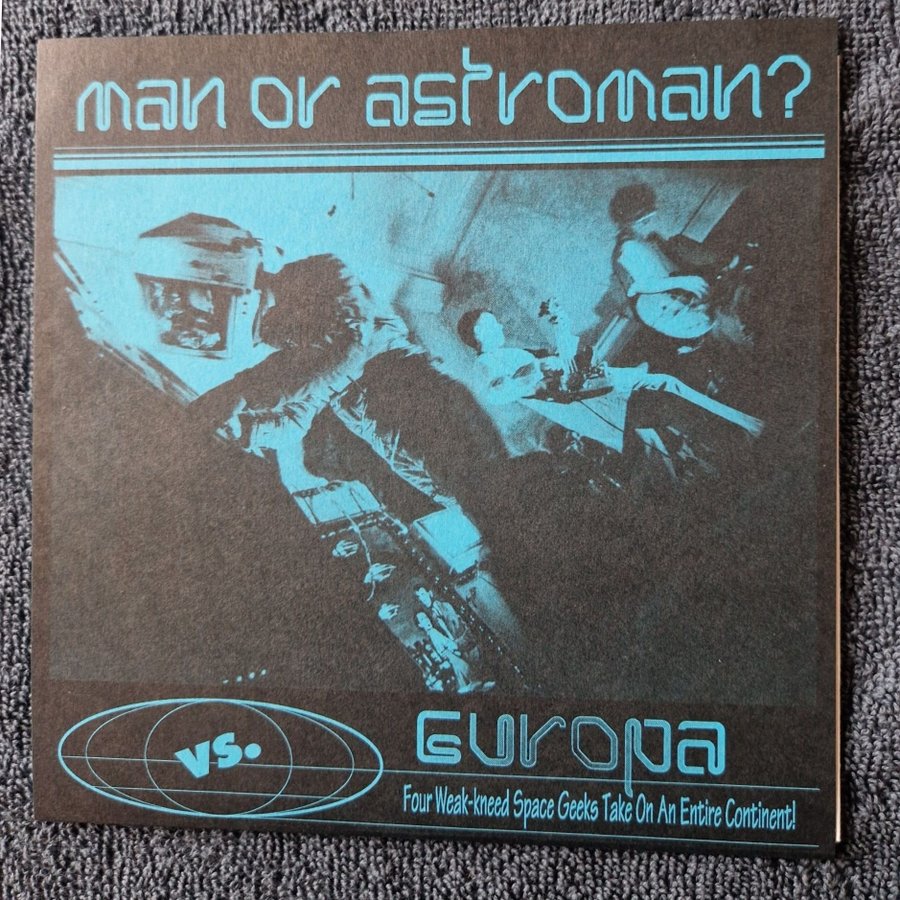 man or astroman?
vs.
Europa
Four Weak-kneed Space Geeks Take On An Entire Continent!